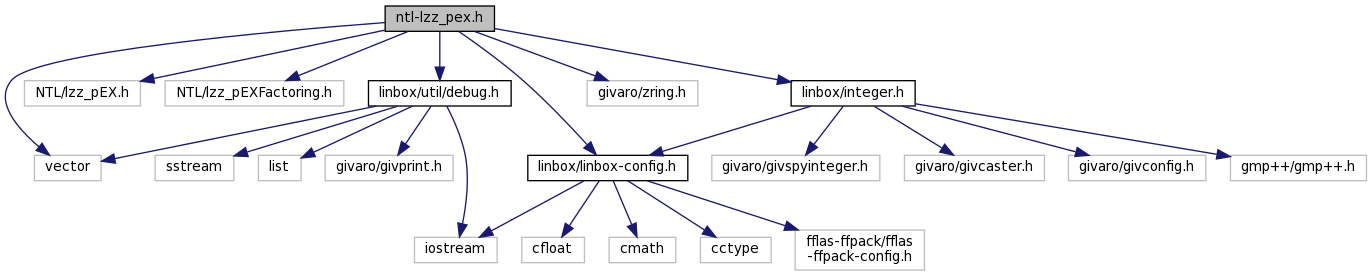 ntl-lzz_pex.h
NTL/lzz_pEX.h
NTL/lzz_pEXFactoring.h
linbox/util/debug.h
givaro/zring.h
linbox/integer.h
vector
sstream
list
givaro/givprint.h
linbox/linbox-config.h
givaro/givspyinteger.h
givaro/givcaster.h
givaro/givconfig.h
gmp++/gmp++.h
iostream
cfloat
cmath
cctype
fflas-ffpack/fflas
-ffpack-config.h